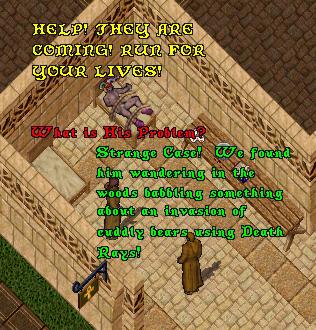 HELP! THEY ARE
COMING! RUN FOR
YOUR LIVES!
What is His Problem?
Strange Case! We found
him wandering in the
woods babbling something
about an invasion of
cuddly bears using Death
Rays!